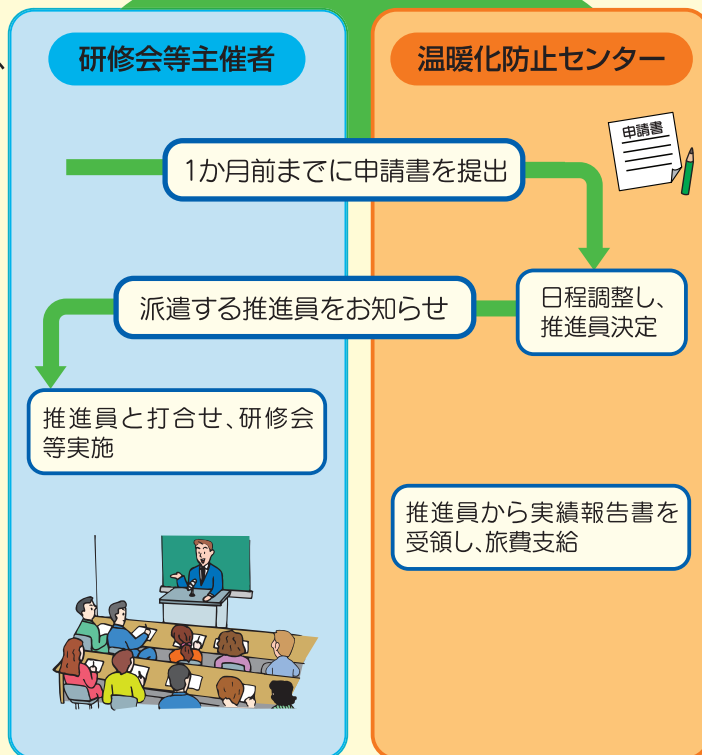 研修会等主催者
温暖化防止センター
申請書
1か月前までに申請書を提出
日程調整し、
推進員決定
派遣する推進員をお知らせ
推進員と打合せ、研修会
等実施
推進員から実績報告書を
受領し、旅費支給